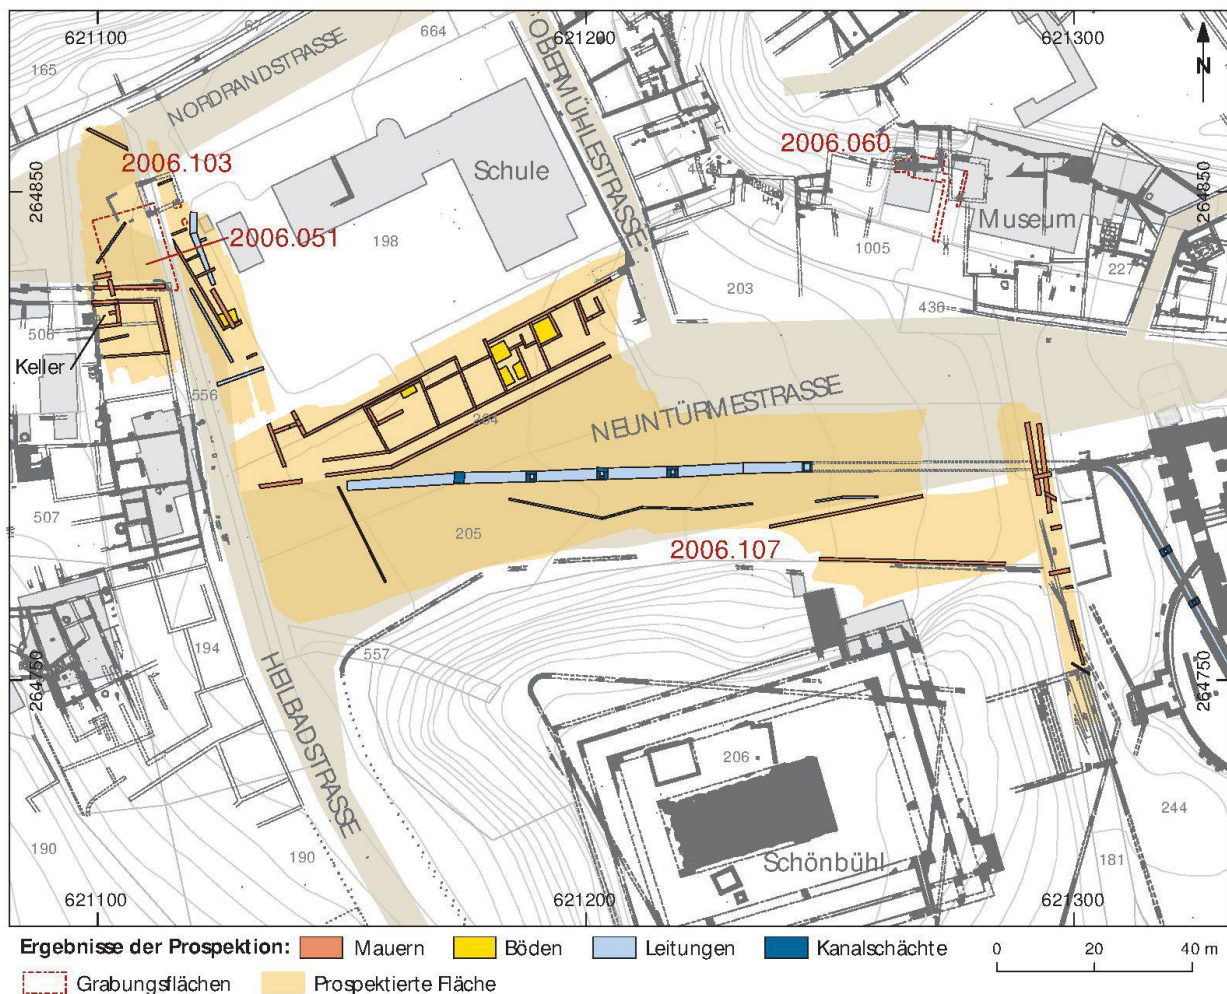 621100
621200
621300
67
664
165
NORDRANDSTRASSE
OBERMÜHLESTRASSE
N
2006.103
2006.060
264850
Schule
264850
2006.051
198
Museum
1005
203
227
436
506
Keller
556
264
NEUNTÜRMESTRASSE
507
205
2006.107
194
557
264750
264750
HEILBADSTRASSE
206
244
Schönbühl
190
190
181
621100
621200
621300
Ergebnisse der Prospektion: Mauern Böden Leitungen Kanalschächte
0 20 40 m
Grabungsflächen Prospektierte Fläche